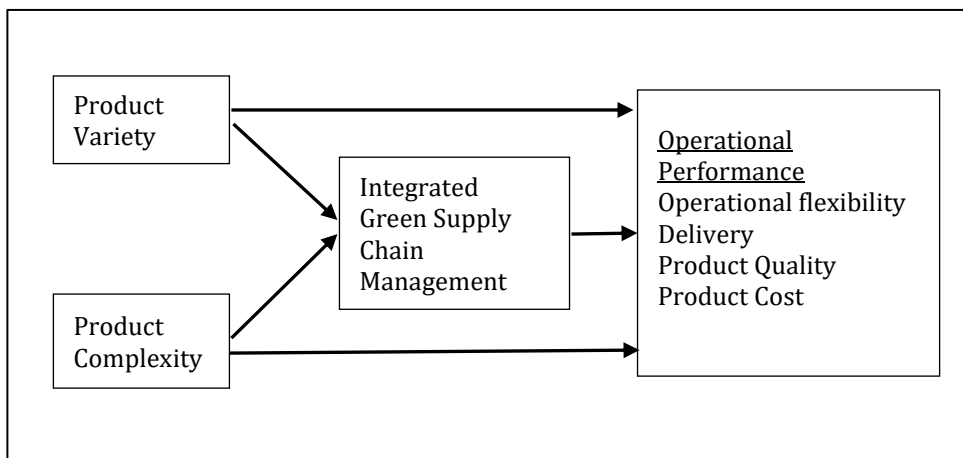 Product
Variety
Product
Complexity
Integrated
Green Supply
Chain
Management
Operational
Performance
Operational flexibility
Delivery
Product Quality
Product Cost